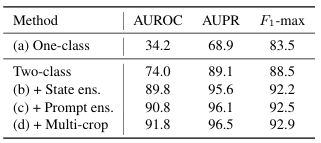 Method AUROC AUPR F1-max
(a) One-class 34.2 68.9 83.5
Two-class 74.0 89.1 88.5
(b) + State ens. 89.8 95.6 92.2
(c) + Prompt ens. 90.8 96.1 92.5
(d) + Multi-crop 91.8 96.5 92.9